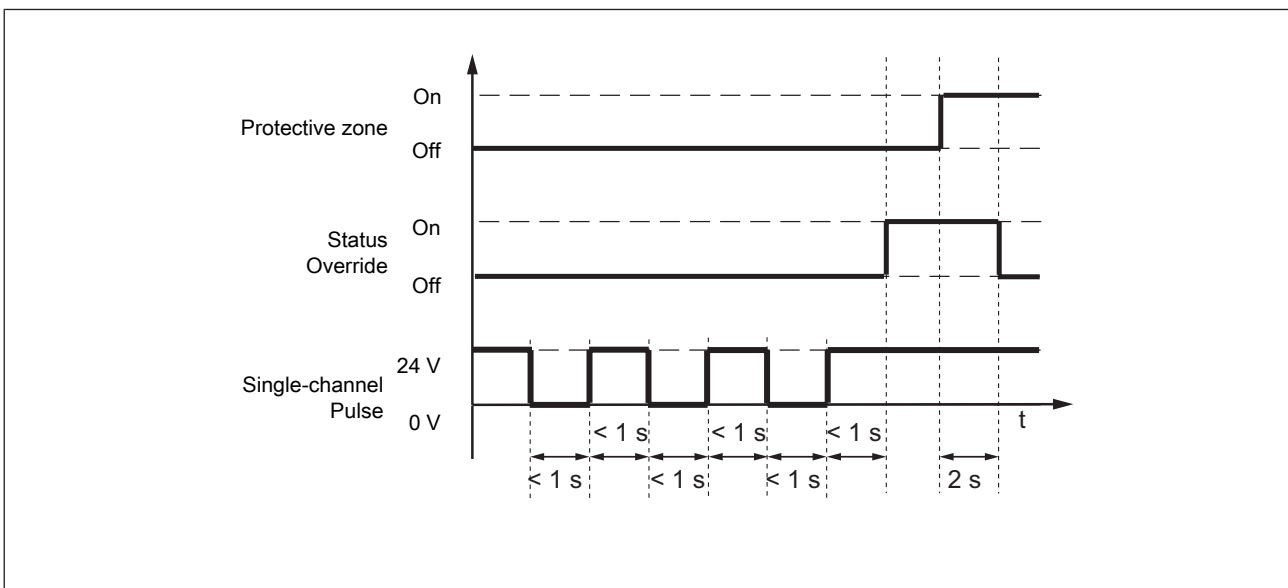 On
Protective zone
Off
On
Status
Override
Off
24 V
Single-channel
Pulse
0 V
t
< 1 s
< 1 s
< 1 s
< 1 s
< 1 s
< 1 s
2 s